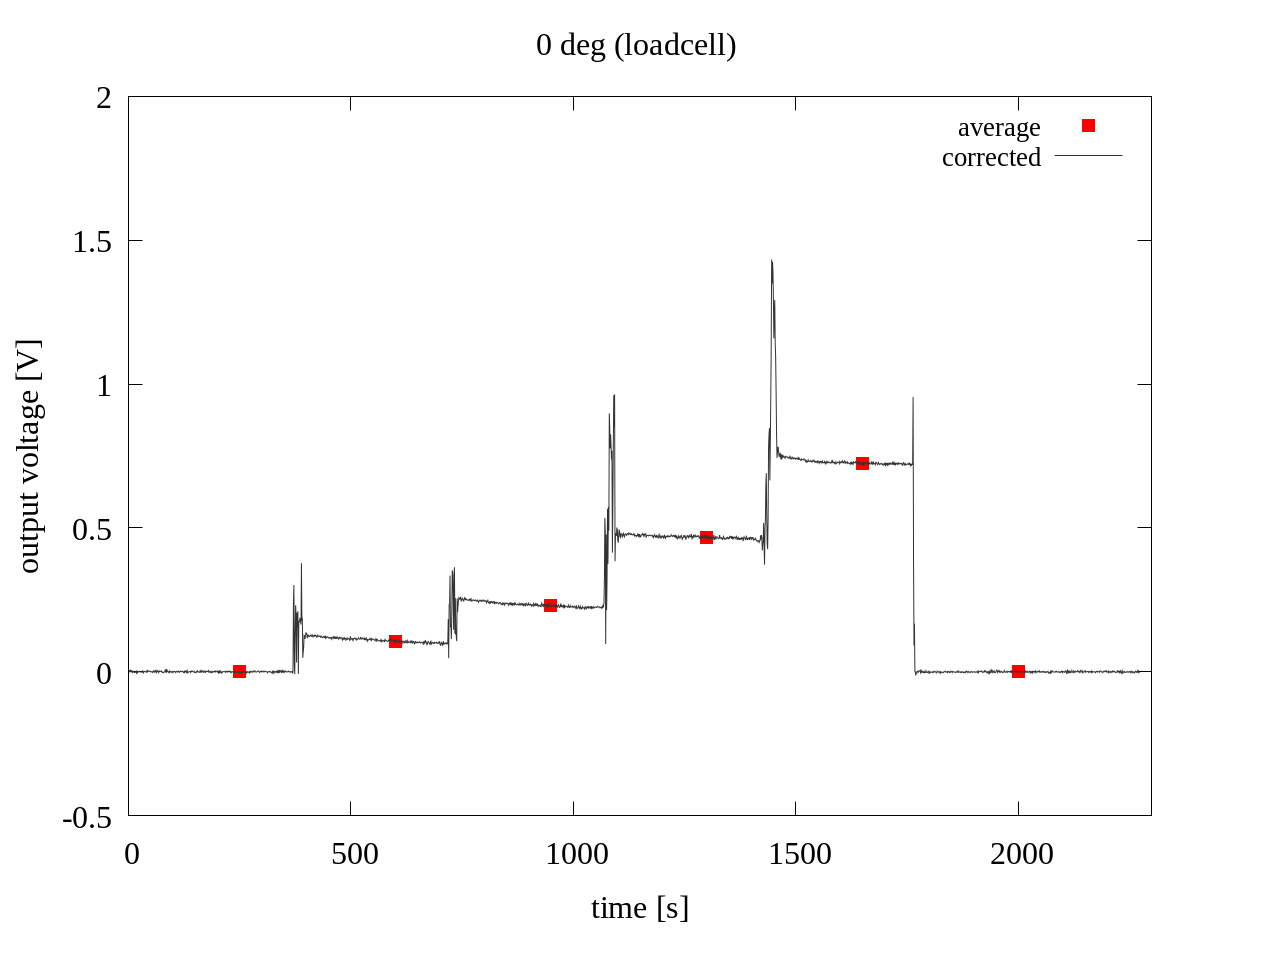 0 deg (loadcell)
average
corrected
2
1.5
1
0.5
0
-0.5
output voltage [V]
0 500 1000 1500 2000
time [s]